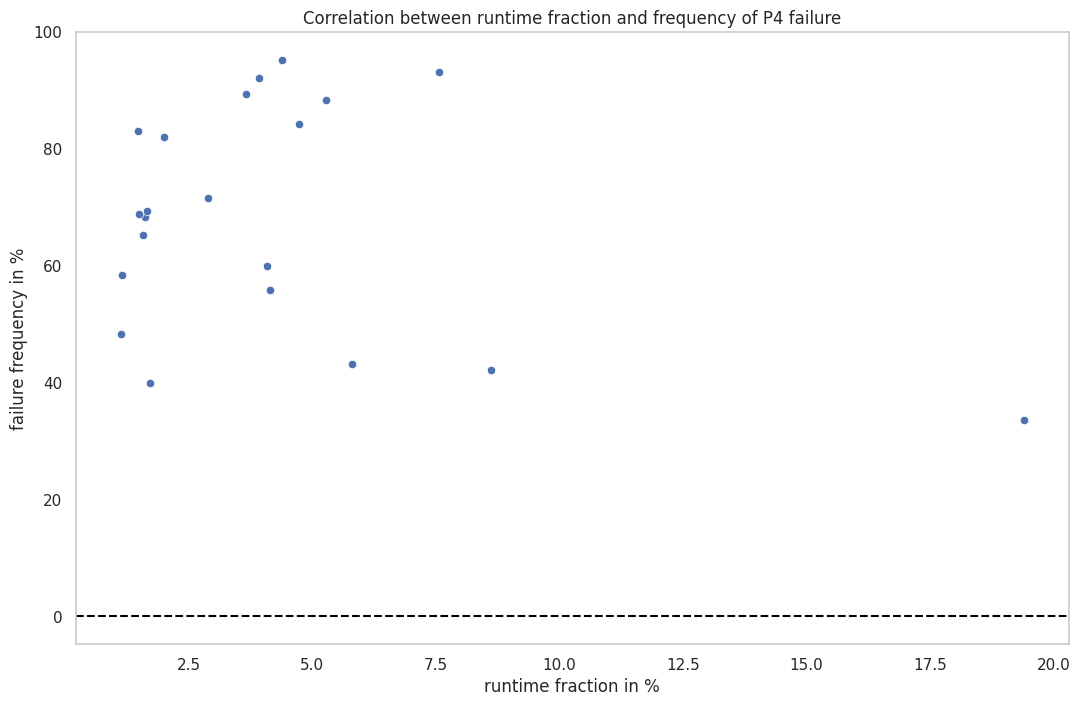 Correlation between runtime fraction and frequency of P4 failure
100
80
60
40
20
0
failure frequency in %
2.5 5.0 7.5 10.0 12.5 15.0 17.5 20.0
runtime fraction in %